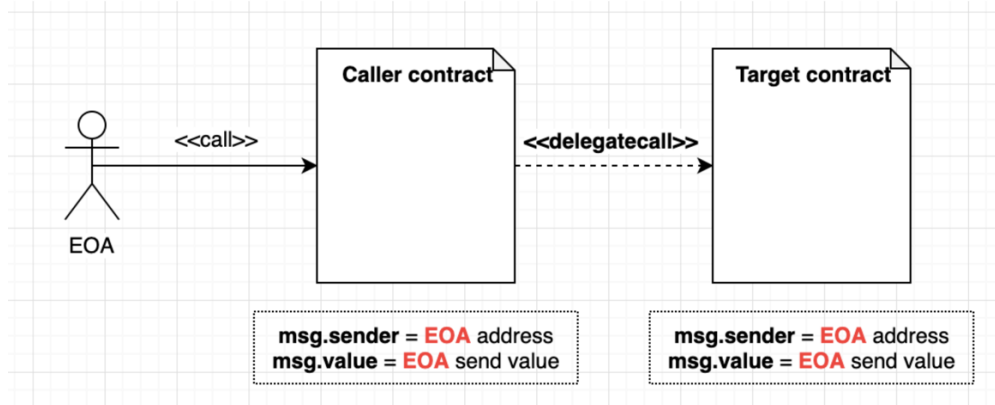 Caller contract
Target contract
<<call>>
<<delegatecall>>
EOA
msg.sender = EOA address
msg.value = EOA send value
msg.sender = EOA address
msg.value = EOA send value